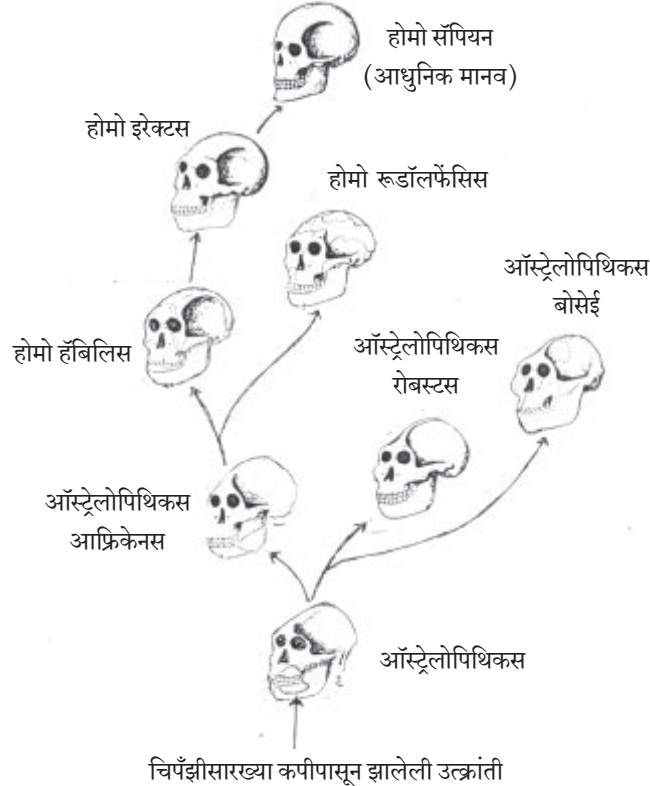 होमो सॅपियन
(आधुनिक मानव)
होमो इरेक्टस
होमो रूडॉलफेंसिस
ऑस्ट्रेलोपिथिकस
बोसेई
होमो हॅबिलिस
ऑस्ट्रेलोपिथिकस
रोबस्टस
ऑस्ट्रेलोपिथिकस
आफ्रिकेनस
ऑस्ट्रेलोपिथिकस
चिपँझीसारख्या कपीपासून झालेली उत्क्रांती